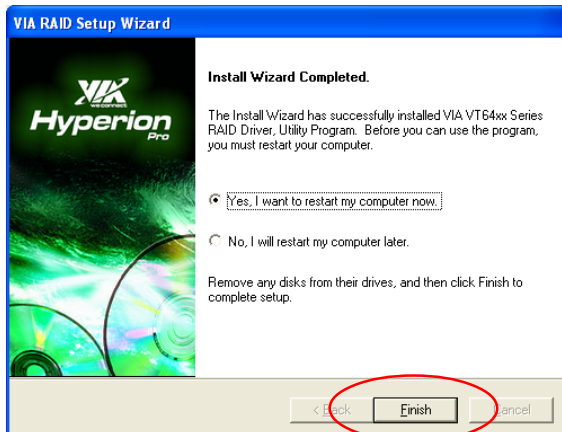 VIA RAID Setup Wizard
VIA
we connect
Hyperion
Pro
Install Wizard Completed.
The Install Wizard has successfully installed VIA VT64xx Series
RAID Driver, Utility Program. Before you can use the program,
you must restart your computer.
Yes, I want to restart my computer now.
No, I will restart my computer later.
Remove any disks from their drives, and then click Finish to
complete setup.
< Back Finish Cancel